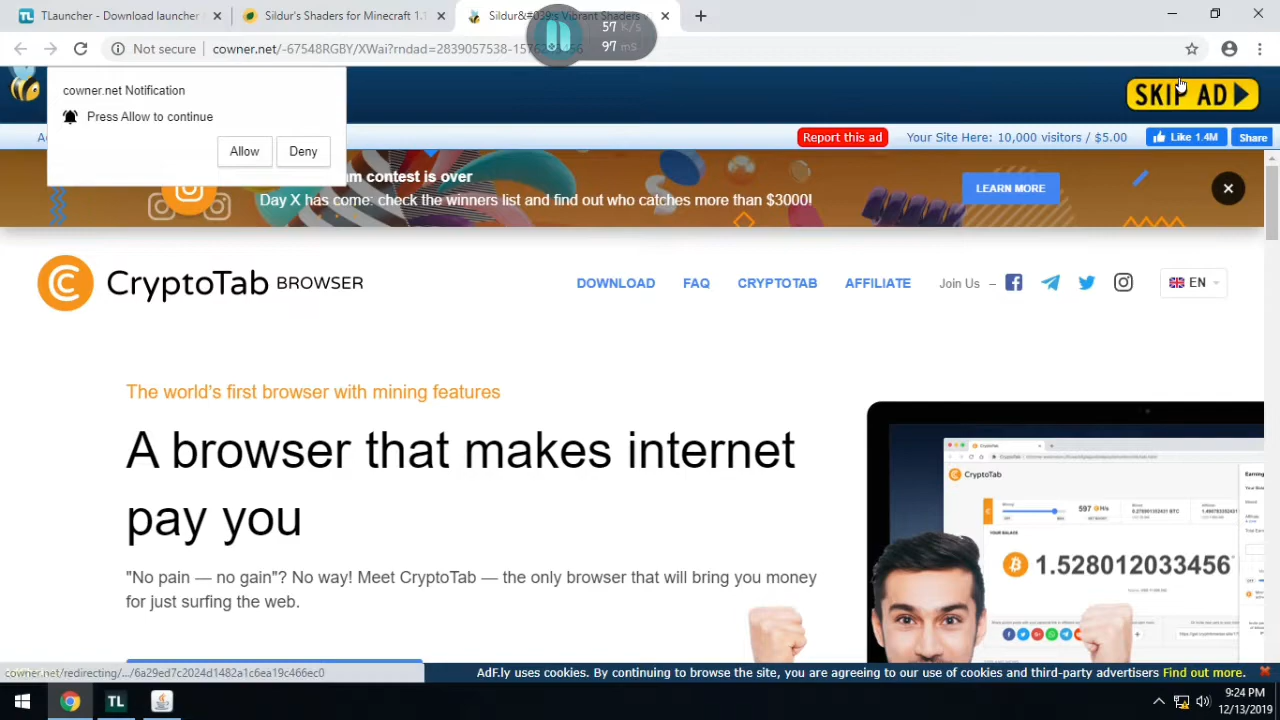 TLauncher - Download launcher
Sildur's Shaders for Minecraft 1.
Sildur&#039;s Vibrant Shaders
57 K/s
97 ms
Not secure
cowner.net/-67548RGBY/XWai?rndad=2839057538-1576
cowner.net Notification
Press Allow to continue
Allow
Deny
SKIP AD
Report this ad
Your Site Here: 10,000 visitors / $5.00
Like 1.4M
Share
am contest is over
Day X has come: check the winners list and find out who catches more than $3000!
LEARN MORE
CryptoTab BROWSER
DOWNLOAD
FAQ
CRYPTOTAB
AFFILIATE
Join Us –
EN
The world's first browser with mining features
A browser that makes internet
pay you
"No pain — no gain"? No way! Meet CryptoTab — the only browser that will bring you money
for just surfing the web.
CryptoTab
597
YOUR BALANCE
1.528012033456
cowner.net/redirecting/.../6a29ed7c2024d1482a1c6ea19c466ec0
AdF.ly uses cookies. By continuing to browse the site, you are agreeing to our use of cookies and third-party advertisers Find out more.
TL
9:24 PM
12/13/2019